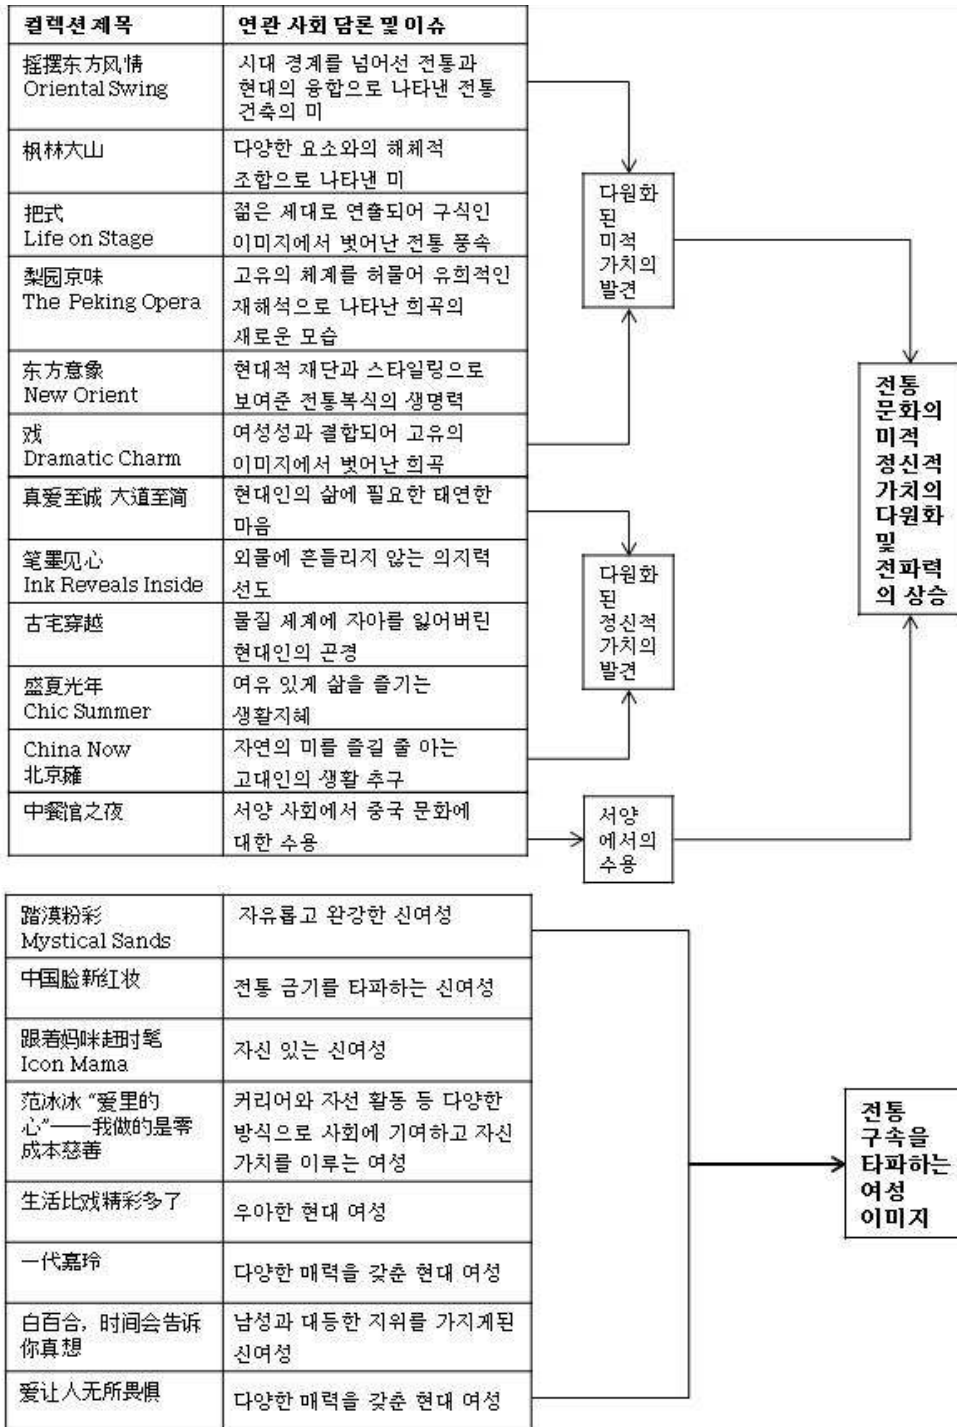 컬렉션 제목
연관 사회 담론 및 이슈
摇摆东方风情
Oriental Swing
시대 경계를 넘어선 전통과
현대의 융합으로 나타낸 전통
건축의 미
枫林六山
다양한 요소와의 해체적
조합으로 나타낸 미
把式
Life on Stage
젊은 세대로 연출되어 구식인
이미지에서 벗어난 전통 풍속
梨园京味
The Peking Opera
고유의 체계를 허물어 유희적인
재해석으로 나타난 희곡의
새로운 모습
东方意象
New Orient
현대적 재단과 스타일링으로
보여준 전통복식의 생명력
戏
Dramatic Charm
여성성과 결합되어 고유의
이미지에서 벗어난 희곡
真爱至诚 大道至简
현대인의 삶에 필요한 태연한
마음
笔墨见心
Ink Reveals Inside
외물에 흔들리지 않는 의지력
선도
古宅穿越
물질 세계에 자아를 잃어버린
현대인의 곤경
盛夏光年
Chic Summer
여유 있게 삶을 즐기는
생활지혜
China Now
北京雍
자연의 미를 즐길 줄 아는
고대인의 생활 추구
中餐馆之夜
서양 사회에서 중국 문화에
대한 수용
다원화
된
미적
가치의
발견
다원화
된
정신적
가치의
발견
서양
에서의
수용
전통
문화의
미적
정신적
가치의
다원화
및
전파력
의 상승
踏漠粉彩
Mystical Sands
자유롭고 완강한 신여성
中国脸新红妆
전통 금기를 타파하는 신여성
跟着妈咪赶时髦
Icon Mama
자신 있는 신여성
范冰冰 “爱里的
心”——我做的是零
成本慈善
커리어와 자선 활동 등 다양한
방식으로 사회에 기여하고 자신
가치를 이루는 여성
生活比戏精彩多了
우아한 현대 여성
一代嘉玲
다양한 매력을 갖춘 현대 여성
白百合，时间会告诉
你真想
남성과 대등한 지위를 가지게된
신여성
爱让人无所畏惧
다양한 매력을 갖춘 현대 여성
전통
구속을
타파하는
여성
이미지